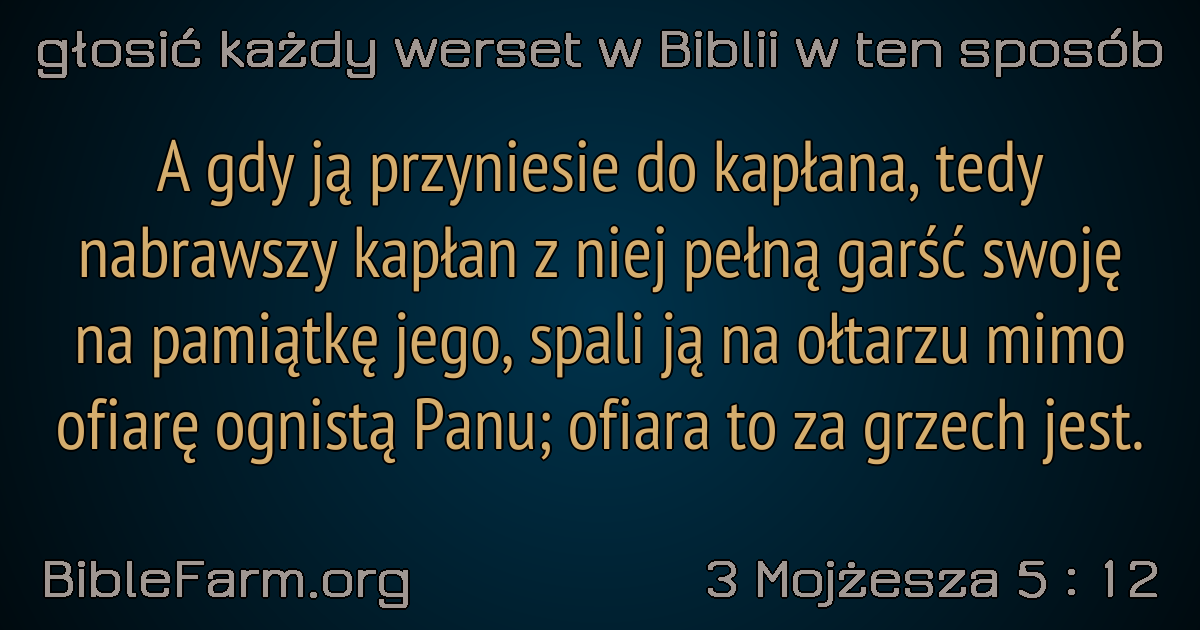 głosić każdy werset w Biblii w ten sposób
A gdy ją przyniesie do kapłana, tedy
nabrawszy kapłan z niej pełną garść swoję
na pamiątkę jego, spali ją na ołtarzu mimo
ofiarę ognistą Panu; ofiara to za grzech jest.
BibleFarm.org
3 Mojżesza 5 : 12